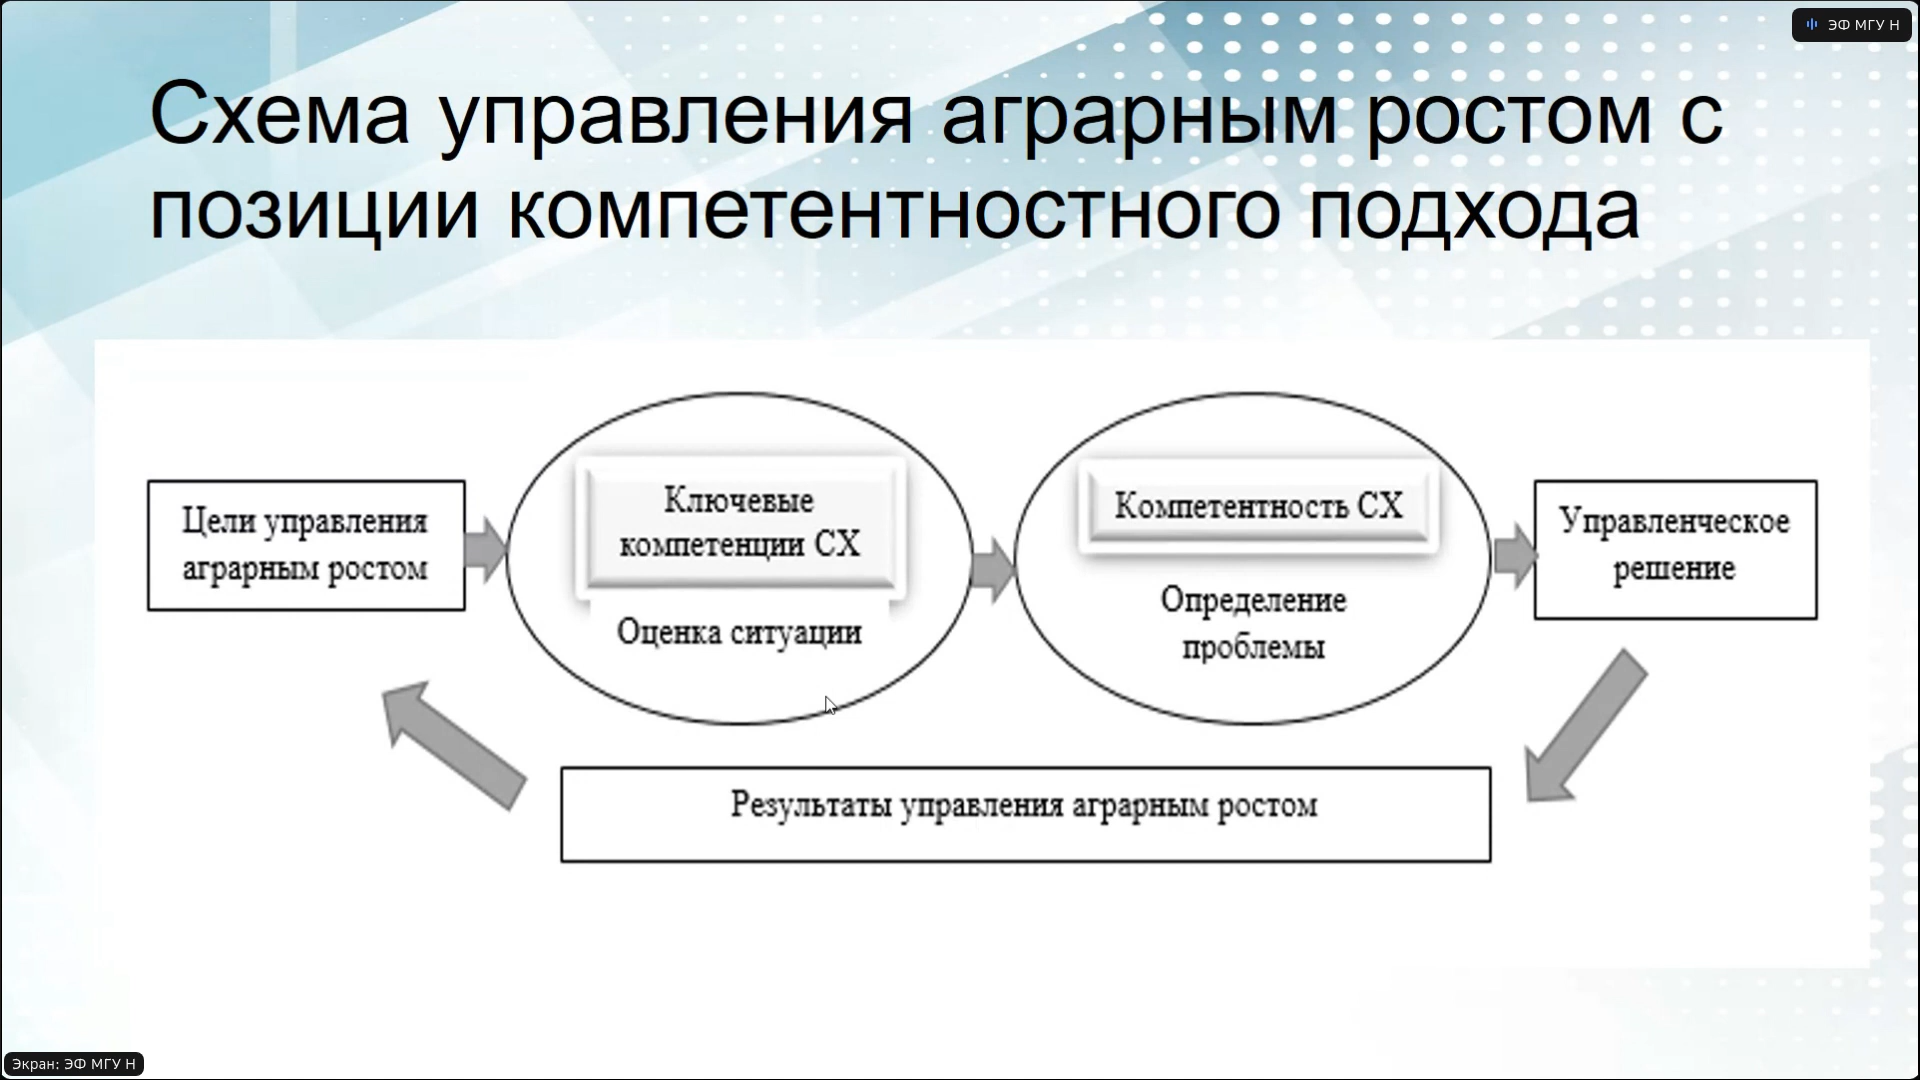 ЭФ МГУ Н
Схема управления аграрным ростом с
позиции компетентностного подхода
Цели управления
аграрным ростом
Ключевые
компетенции СХ
Оценка ситуации
Компетентность СХ
Определение
проблемы
Управленческое
решение
Результаты управления аграрным ростом
Экран: ЭФ МГУ Н